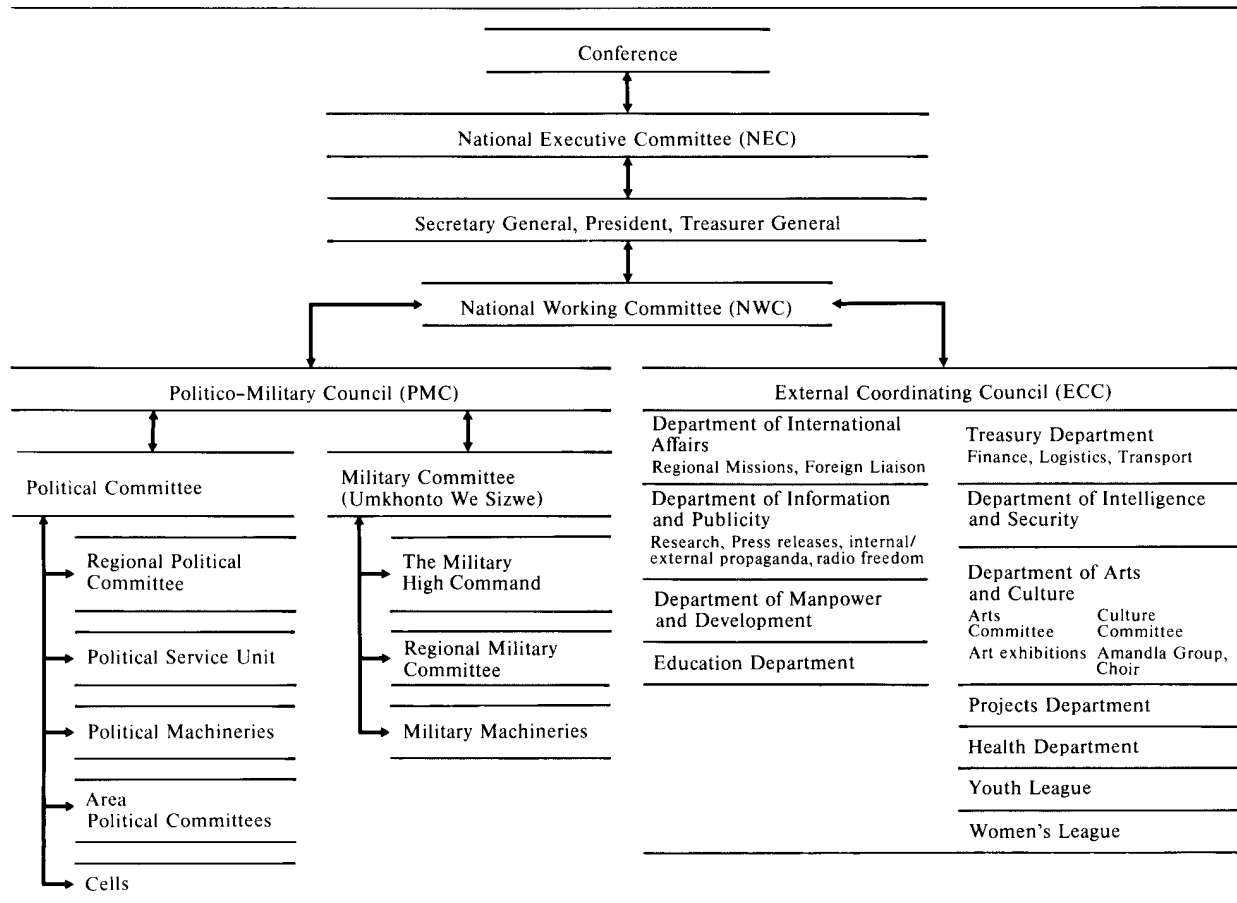 Conference
National Executive Committee (NEC)
Secretary General, President, Treasurer General
National Working Committee (NWC)
Politico-Military Council (PMC)
Political Committee
Regional Political
Committee
Political Service Unit
Political Machineries
Area
Political Committees
Cells
Military Committee
(Umkhonto We Sizwe)
The Military
High Command
Regional Military
Committee
Military Machineries
External Coordinating Council (ECC)
Department of International
Affairs
Regional Missions, Foreign Liaison
Department of Information
and Publicity
Research, Press releases, internal/
external propaganda, radio freedom
Department of Manpower
and Development
Education Department
Treasury Department
Finance, Logistics, Transport
Department of Intelligence
and Security
Department of Arts
and Culture
Arts
Committee
Art exhibitions
Culture
Committee
Amandla Group,
Choir
Projects Department
Health Department
Youth League
Women's League